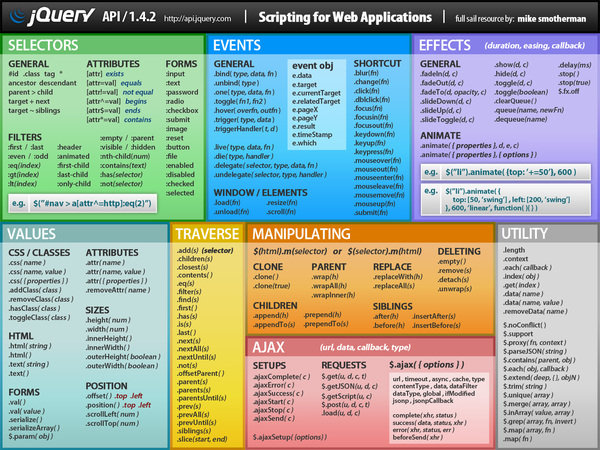 jQuery API / 1.4.2 http://api.jquery.com Scripting for Web Applications full sail resource by: mike smotherman
SELECTORS
GENERAL
#id .class tag *
ancestor descendant
parent > child
target + next
target ~ siblings
ATTRIBUTES
[attr] exists
[attr=val] equals
[attr!=val] not equal
[attr^=val] begins
[attr$=val] ends
[attr*=val] contains
FORMS
:input
:text
:password
:radio
:checkbox
:submit
:image
:reset
:button
:file
:enabled
:disabled
:checked
:selected
FILTERS
:first / :last
:even / :odd
:eq(index)
:gt(index)
:lt(index)
:header
:animated
:first-child
:last-child
:only-child
:empty / :parent
:visible / :hidden
:nth-child(num)
:contains(text)
:has(selector)
:not(selector)
e.g. $("#nav > a[attr^=http]:eq(2)")
EVENTS
GENERAL
.bind( type, data, fn )
.unbind( type )
.one( type, data, fn )
.toggle( fn1, fn2 )
.hover( overfn, outfn )
.trigger( type, data )
.triggerHandler( t, d )
.live( type, data, fn )
.die( type, handler )
.delegate( selector, type, data, fn )
.undelegate( selector, type, handler )
event obj
e.data
e.target
e.currentTarget
e.relatedTarget
e.pageX
e.pageY
e.result
e.timeStamp
e.which
SHORTCUT
.blur(fn)
.change(fn)
.click(fn)
.dblclick(fn)
.focus(fn)
.focusin(fn)
.focusout(fn)
.keydown(fn)
.keyup(fn)
.keypress(fn)
.mouseover(fn)
.mouseout(fn)
.mouseenter(fn)
.mouseleave(fn)
.mousemove(fn)
.mouseover(fn)
.mouseup(fn)
.submit(fn)
WINDOW / ELEMENTS
.unload(fn)
.load(fn)
.resize(fn)
.scroll(fn)
EFFECTS (duration, easing, callback)
GENERAL
.fadeIn( d, c )
.fadeOut( d, c )
.fadeTo( d, opacity, c )
.slideDown( d, c )
.slideUp( d, c )
.slideToggle( d, c )
.show( d, c )
.hide( d, c )
.toggle( d, c )
.toggle(boolean )
.clearQueue( )
.queue(name, newFn)
.dequeue(name)
.delay(ms)
.stop( )
.stop(true)
$.fx.off
ANIMATE
.animate( { properties }, d, e, c )
.animate( { properties }, { options } )
e.g. $("li").animate( {top: '+=50'}, 600 )
e.g. $("li").animate( {
top:[50, 'swing'] , left: [200, 'swing']
}, 600, 'linear', function( ){ } )
VALUES
CSS / CLASSES
.css( name )
.css( name, value )
.css( { properties } )
.addClass( class )
.removeClass( class )
.hasClass( class )
.toggleClass( class )
HTML
.html( string )
.html( )
.text( string )
.text( )
FORMS
.val( )
.val( value )
.serialize( )
.serializeArray( )
$.param( obj )
ATTRIBUTES
.attr( name )
.attr( name, value )
.attr( { properties } )
.removeAttr( name )
SIZES
.height( num )
.width( num )
.innerHeight( )
.innerWidth( )
.outerHeight( boolean )
.outerWidth( boolean )
POSITION
.offset( ) .top .left
.position( ) .top .left
.scrollLeft( num )
.scrollTop( num )
TRAVERSE
.add(s) (selector)
.children(s)
.closest(s)
.contents( )
.eq(s)
.filter(s)
.find(s)
.first( )
.has(s)
.is(s)
.last( )
.next(s)
.nextAll(s)
.nextUntil(s)
.not(s)
.offsetParent( )
.parent(s)
.parents(s)
.parentsUntil(s)
.prev(s)
.prevAll(s)
.prevUntil(s)
.siblings(s)
.slice(start, end)
MANIPULATING
$(html).m(selector) or $(selector).m(html)
CLONE
.clone( )
.clone(true)
PARENT
.wrap(h)
.wrapAll(h)
.wrapInner(h)
REPLACE
.replaceWith(h)
.replaceAll(s)
DELETING
.empty( )
.remove(s)
.detach(s)
.unwrap(s)
CHILDREN
.append(h)
.appendTo(s)
.prepend(h)
.prependTo(s)
SIBLINGS
.after(h)
.before(h)
.insertAfter(s)
.insertBefore(s)
AJAX (url, data, callback, type)
SETUPS
.ajaxComplete( c )
.ajaxError( c )
.ajaxSuccess( c )
.ajaxStart( c )
.ajaxStop( c )
.ajaxSend( c )
$.ajaxSetup( {options} )
REQUESTS
$.get(u, d, c, t)
$.getJSON(u, d, c)
$.getScript(u, c)
$.post(u, d, c, t)
.load(u, d, c)
$.ajax( { options } )
url , timeout , async , cache, type
contentType , data, dataFilter
dataType, global , ifModified
jsonp , jsonpCallback
complete(xhr, status)
success( data, status, xhr )
error( xhr, status, err )
beforeSend( xhr )
UTILITY
.length
.context
.each( callback )
.index( obj )
.get( index )
.data( name )
.data( name, value )
.removeData( name )
$.noConflict( )
$.support
$.proxy( fn, context )
$.parseJSON( string )
$.contains( parent, obj )
$.each( obj, callback )
$.extend( deep, { }, objN )
$.trim( string )
$.unique( array )
$.merge( array, array )
$.inArray( value, array )
$.grep( array, fn, invert )
$.map( array, fn )
.map( fn )